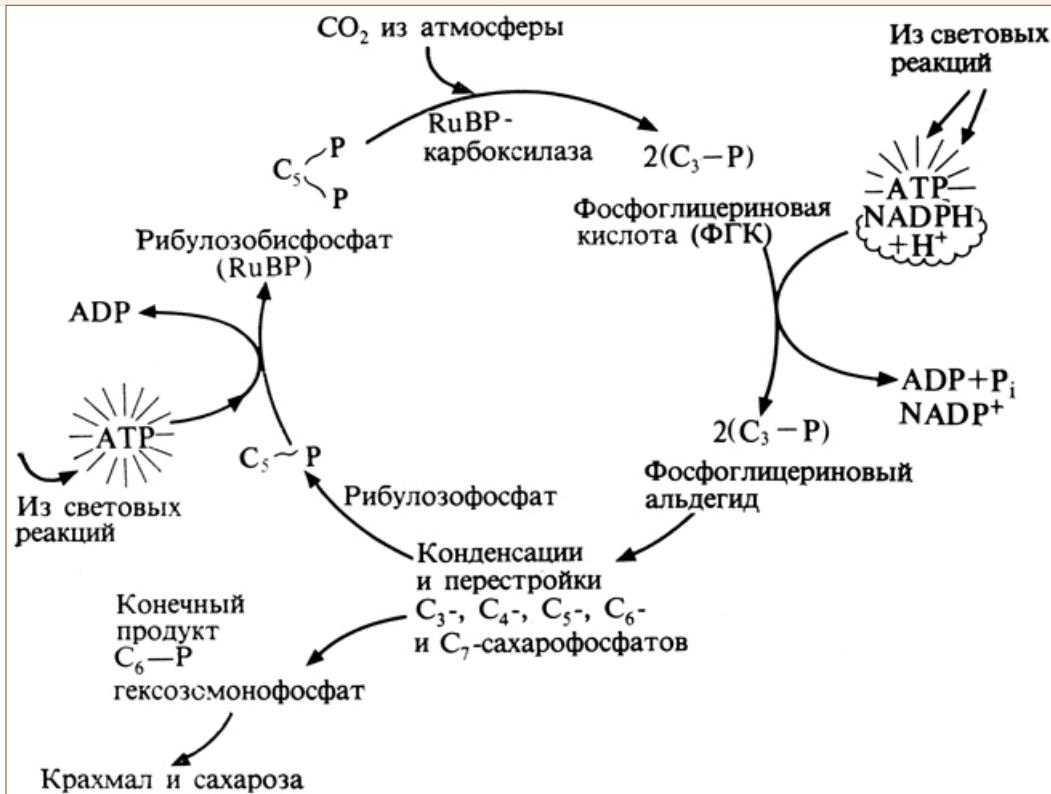 CO₂ из атмосферы
Из световых
реакций
RuBP-
карбоксилаза
C₅
P
P
2(C₃—P)
ATP
NADPH
+H⁺
Рибулозобисфосфат
(RuBP)
Фосфоглицериновая
кислота (ФГК)
ADP
ADP+Pᵢ
NADP⁺
ATP
C₅~P
2(C₃—P)
Из световых
реакций
Рибулозофосфат
Фосфоглицериновый
альдегид
Конденсации
и перестройки
C₃-, C₄-, C₅-, C₆-
и C₇-сахарофосфатов
Конечный
продукт
C₆—P
гексоземонофосфат
Крахмал и сахароза